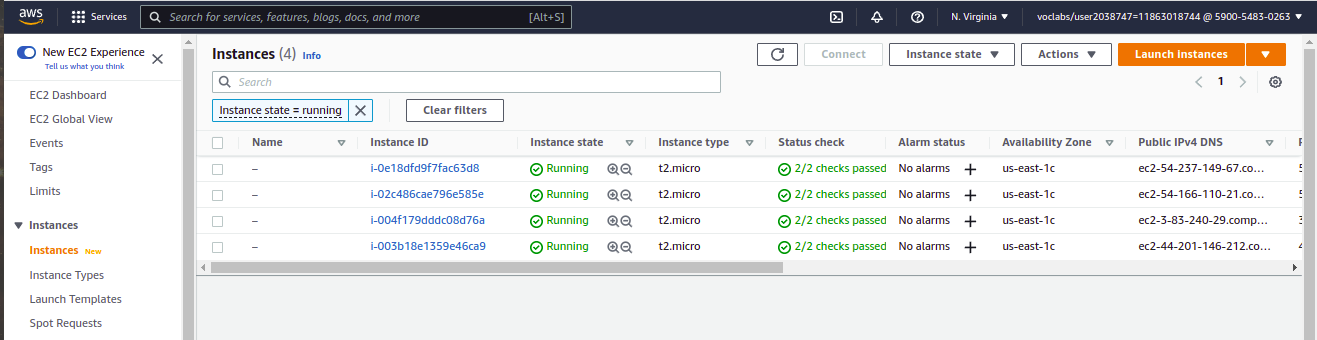 aws Services Search for services, features, blogs, docs, and more [Alt+S] N. Virginia voclabs/user2038747=11863018744 @ 5900-5483-0263
New EC2 Experience
Tell us what you think
EC2 Dashboard
EC2 Global View
Events
Tags
Limits
Instances
Instances New
Instance Types
Launch Templates
Spot Requests
Instances (4) Info Connect Instance state Actions Launch Instances
Search
1
Instance state = running Clear filters
Name Instance ID Instance state Instance type Status check Alarm status Availability Zone Public IPv4 DNS
– i-0e18dfd9f7fac63d8 Running t2.micro 2/2 checks passed No alarms us-east-1c ec2-54-237-149-67.co... 5
– i-02c486cae796e585e Running t2.micro 2/2 checks passed No alarms us-east-1c ec2-54-166-110-21.co... 5
– i-004f179dddc08d76a Running t2.micro 2/2 checks passed No alarms us-east-1c ec2-3-83-240-29.comp... 3
– i-003b18e1359e46ca9 Running t2.micro 2/2 checks passed No alarms us-east-1c ec2-44-201-146-212.co... 4